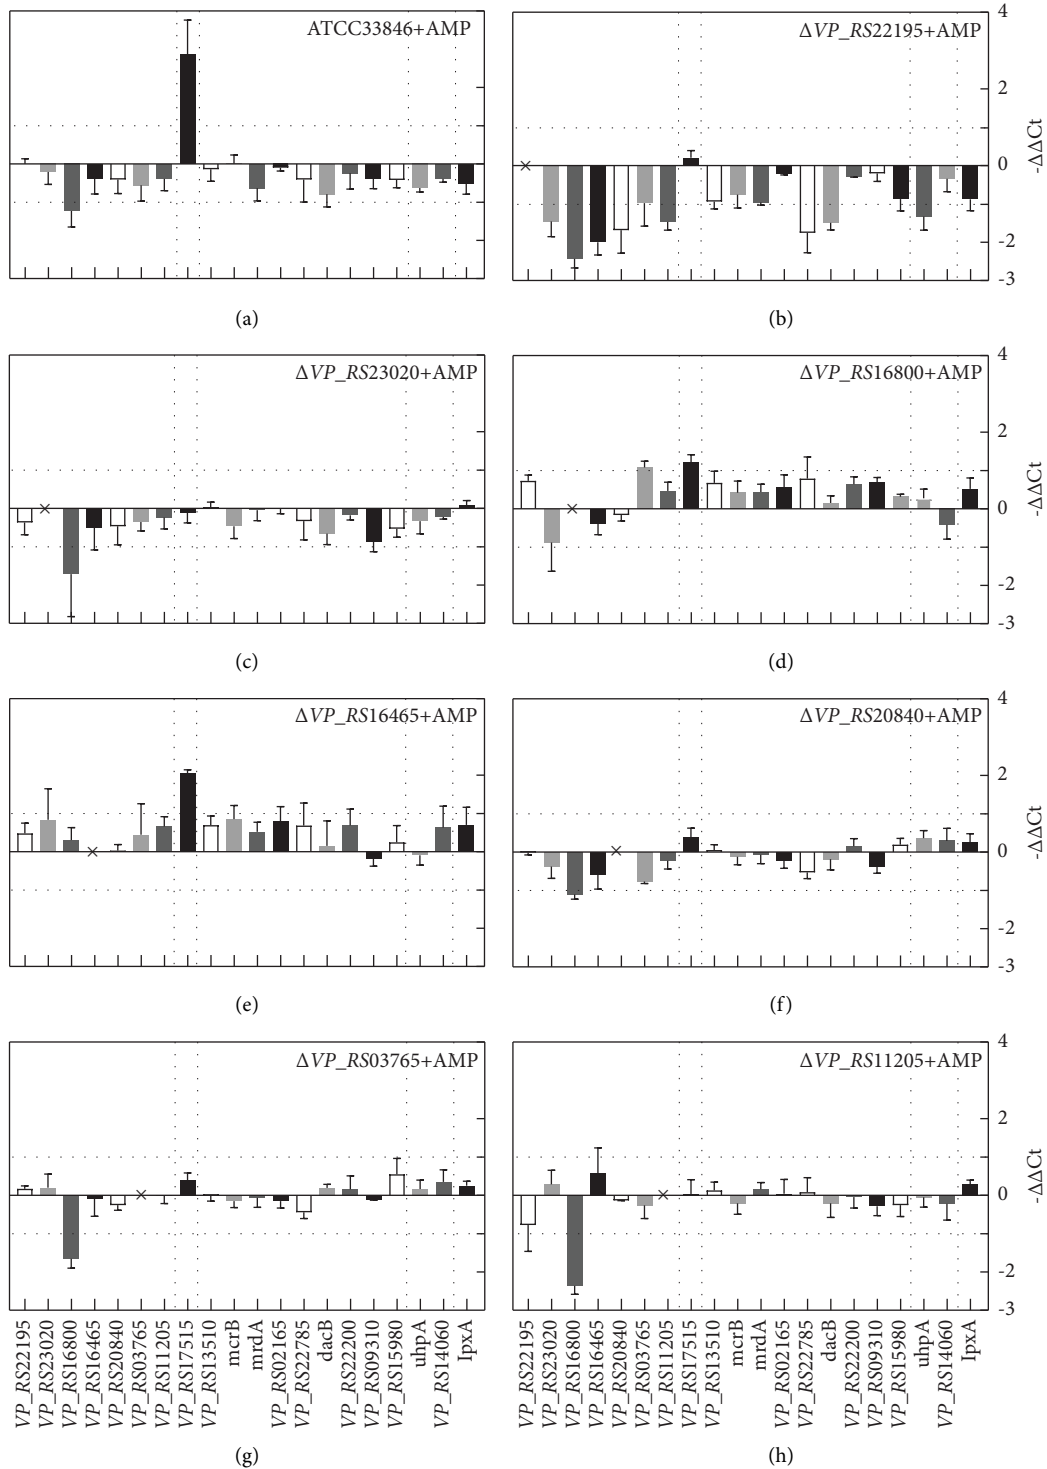 ATCC33846+AMP
(a)
ΔVP_RS22195+AMP
4
2
0
-2
-3
-ΔΔCt
(b)
ΔVP_RS23020+AMP
(c)
ΔVP_RS16800+AMP
4
2
0
-2
-3
-ΔΔCt
(d)
ΔVP_RS16465+AMP
(e)
ΔVP_RS20840+AMP
4
2
0
-2
-3
-ΔΔCt
(f)
ΔVP_RS03765+AMP
VP_RS22195
VP_RS23020
VP_RS16800
VP_RS16465
VP_RS20840
VP_RS03765
VP_RS11205
VP_RS17515
VP_RS13510
mcrB
mrdA
VP_RS02165
VP_RS22785
dacB
VP_RS22200
VP_RS09310
VP_RS15980
uhpA
VP_RS14060
IpxA
(g)
ΔVP_RS11205+AMP
4
2
0
-2
-3
-ΔΔCt
VP_RS22195
VP_RS23020
VP_RS16800
VP_RS16465
VP_RS20840
VP_RS03765
VP_RS11205
VP_RS17515
VP_RS13510
mcrB
mrdA
VP_RS02165
VP_RS22785
dacB
VP_RS22200
VP_RS09310
VP_RS15980
uhpA
VP_RS14060
IpxA
(h)